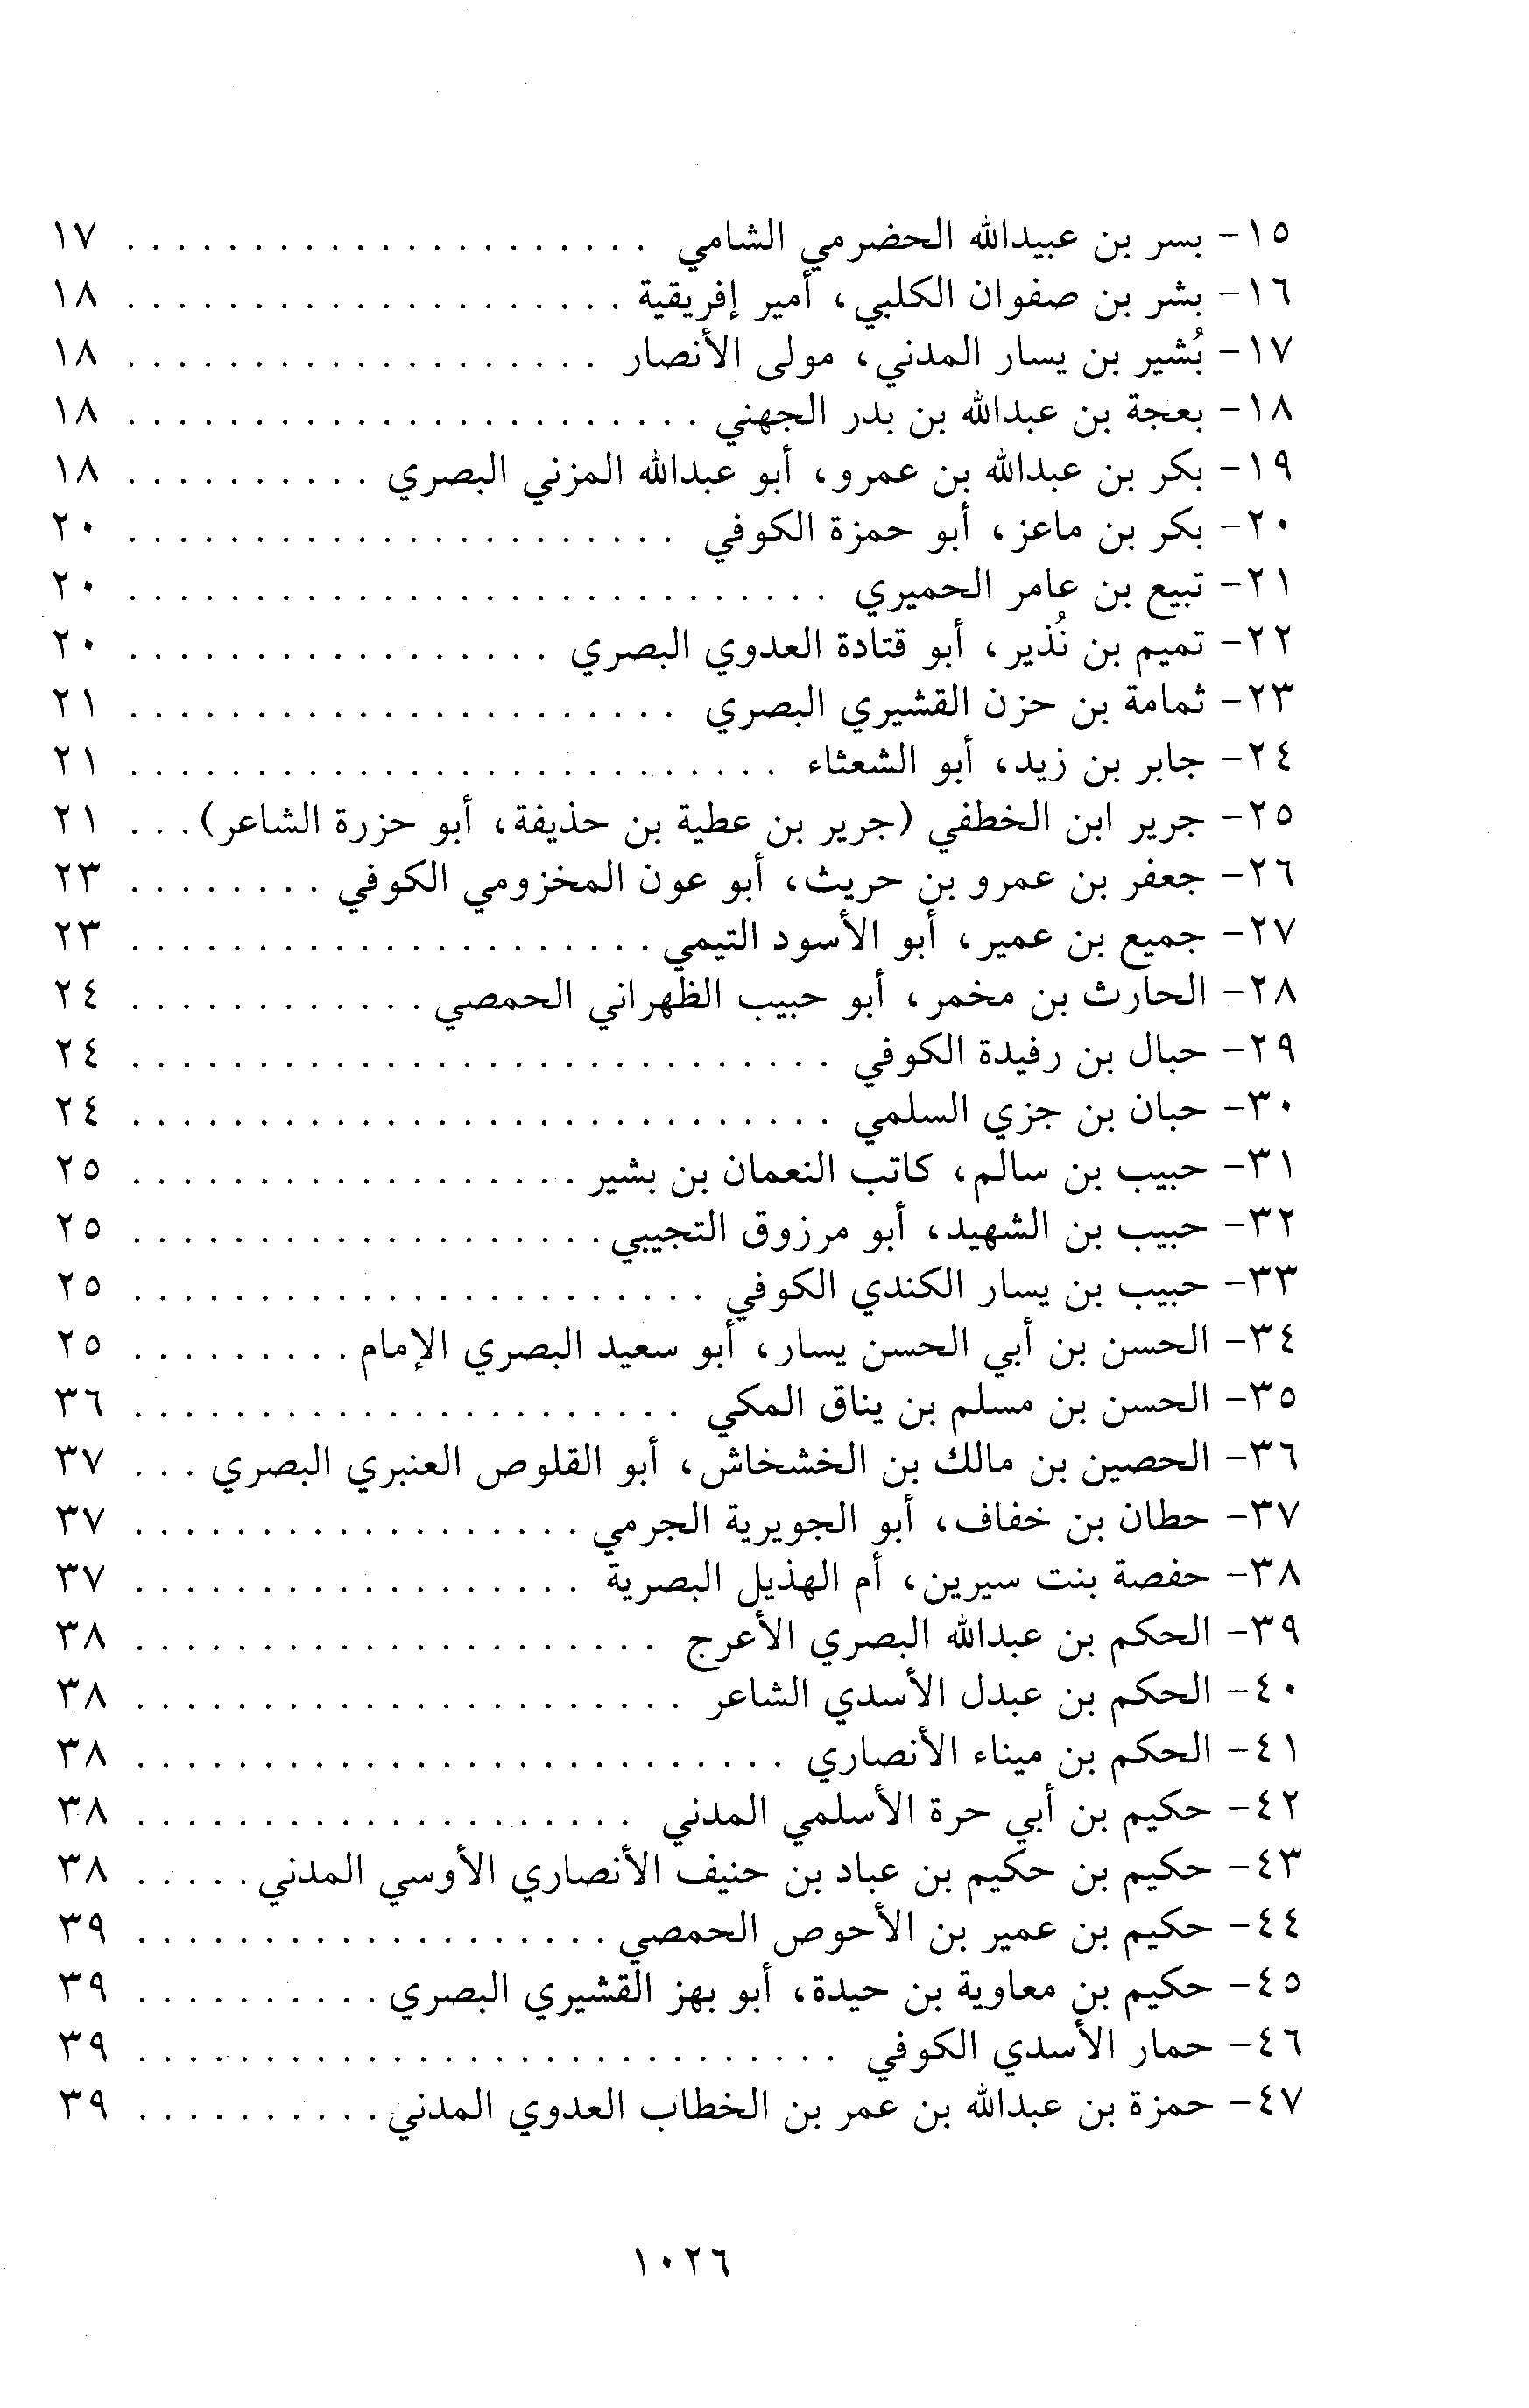 ١٥- بسر بن عبيدالله الحضرمي الشامي . . . . . . . . . . . . . . . . . . . . . ١٧
١٦- بشر بن صفوان الكلبي، أمير إفريقية . . . . . . . . . . . . . . . . . . . . ١٨
١٧- بُشير بن يسار المدني، مولى الأنصار . . . . . . . . . . . . . . . . . . . ١٨
١٨- بعجة بن عبدالله بن بدر الجهني . . . . . . . . . . . . . . . . . . . . . . . ١٨
١٩- بكر بن عبدالله بن عمرو، أبو عبدالله المزني البصري . . . . . . . . . . ١٨
٢٠- بكر بن ماعز، أبو حمزة الكوفي . . . . . . . . . . . . . . . . . . . . . . ٢٠
٢١- تبيع بن عامر الحميري . . . . . . . . . . . . . . . . . . . . . . . . . . . . ٢٠
٢٢- تميم بن نُذير، أبو قتادة العدوي البصري . . . . . . . . . . . . . . . . . ٢٠
٢٣- ثمامة بن حزن القشيري البصري . . . . . . . . . . . . . . . . . . . . . . ٢١
٢٤- جابر بن زيد، أبو الشعثاء . . . . . . . . . . . . . . . . . . . . . . . . . . ٢١
٢٥- جرير ابن الخطفي (جرير بن عطية بن حذيفة، أبو حزرة الشاعر) . . . ٢١
٢٦- جعفر بن عمرو بن حريث، أبو عون المخزومي الكوفي . . . . . . . . ٢٣
٢٧- جميع بن عمير، أبو الأسود التيمي . . . . . . . . . . . . . . . . . . . . . ٢٣
٢٨- الحارث بن مخمر، أبو حبيب الظهراني الحمصي . . . . . . . . . . . . ٢٤
٢٩- حبال بن رفيدة الكوفي . . . . . . . . . . . . . . . . . . . . . . . . . . . . ٢٤
٣٠- حبان بن جزي السلمي . . . . . . . . . . . . . . . . . . . . . . . . . . . . ٢٤
٣١- حبيب بن سالم، كاتب النعمان بن بشير . . . . . . . . . . . . . . . . . . ٢٥
٣٢- حبيب بن الشهيد، أبو مرزوق التجيبي . . . . . . . . . . . . . . . . . . . ٢٥
٣٣- حبيب بن يسار الكندي الكوفي . . . . . . . . . . . . . . . . . . . . . . . ٢٥
٣٤- الحسن بن أبي الحسن يسار، أبو سعيد البصري الإمام . . . . . . . . . ٢٥
٣٥- الحسن بن مسلم بن يناق المكي . . . . . . . . . . . . . . . . . . . . . . ٣٦
٣٦- الحصين بن مالك بن الخشخاش، أبو القلوص العنبري البصري . . . ٣٧
٣٧- حطان بن خفاف، أبو الجويرية الجرمي . . . . . . . . . . . . . . . . . . ٣٧
٣٨- حفصة بنت سيرين، أم الهذيل البصرية . . . . . . . . . . . . . . . . . . ٣٧
٣٩- الحكم بن عبدالله البصري الأعرج . . . . . . . . . . . . . . . . . . . . . ٣٨
٤٠- الحكم بن عبدل الأسدي الشاعر . . . . . . . . . . . . . . . . . . . . . . ٣٨
٤١- الحكم بن ميناء الأنصاري . . . . . . . . . . . . . . . . . . . . . . . . . . ٣٨
٤٢- حكيم بن أبي حرة الأسلمي المدني . . . . . . . . . . . . . . . . . . . . ٣٨
٤٣- حكيم بن حكيم بن عباد بن حنيف الأنصاري الأوسي المدني . . . . . ٣٨
٤٤- حكيم بن عمير بن الأحوص الحمصي . . . . . . . . . . . . . . . . . . . ٣٩
٤٥- حكيم بن معاوية بن حيدة، أبو بهز القشيري البصري . . . . . . . . . . ٣٩
٤٦- حمار الأسدي الكوفي . . . . . . . . . . . . . . . . . . . . . . . . . . . . ٣٩
٤٧- حمزة بن عبدالله بن عمر بن الخطاب العدوي المدني . . . . . . . . . . ٣٩
١٠٢٦